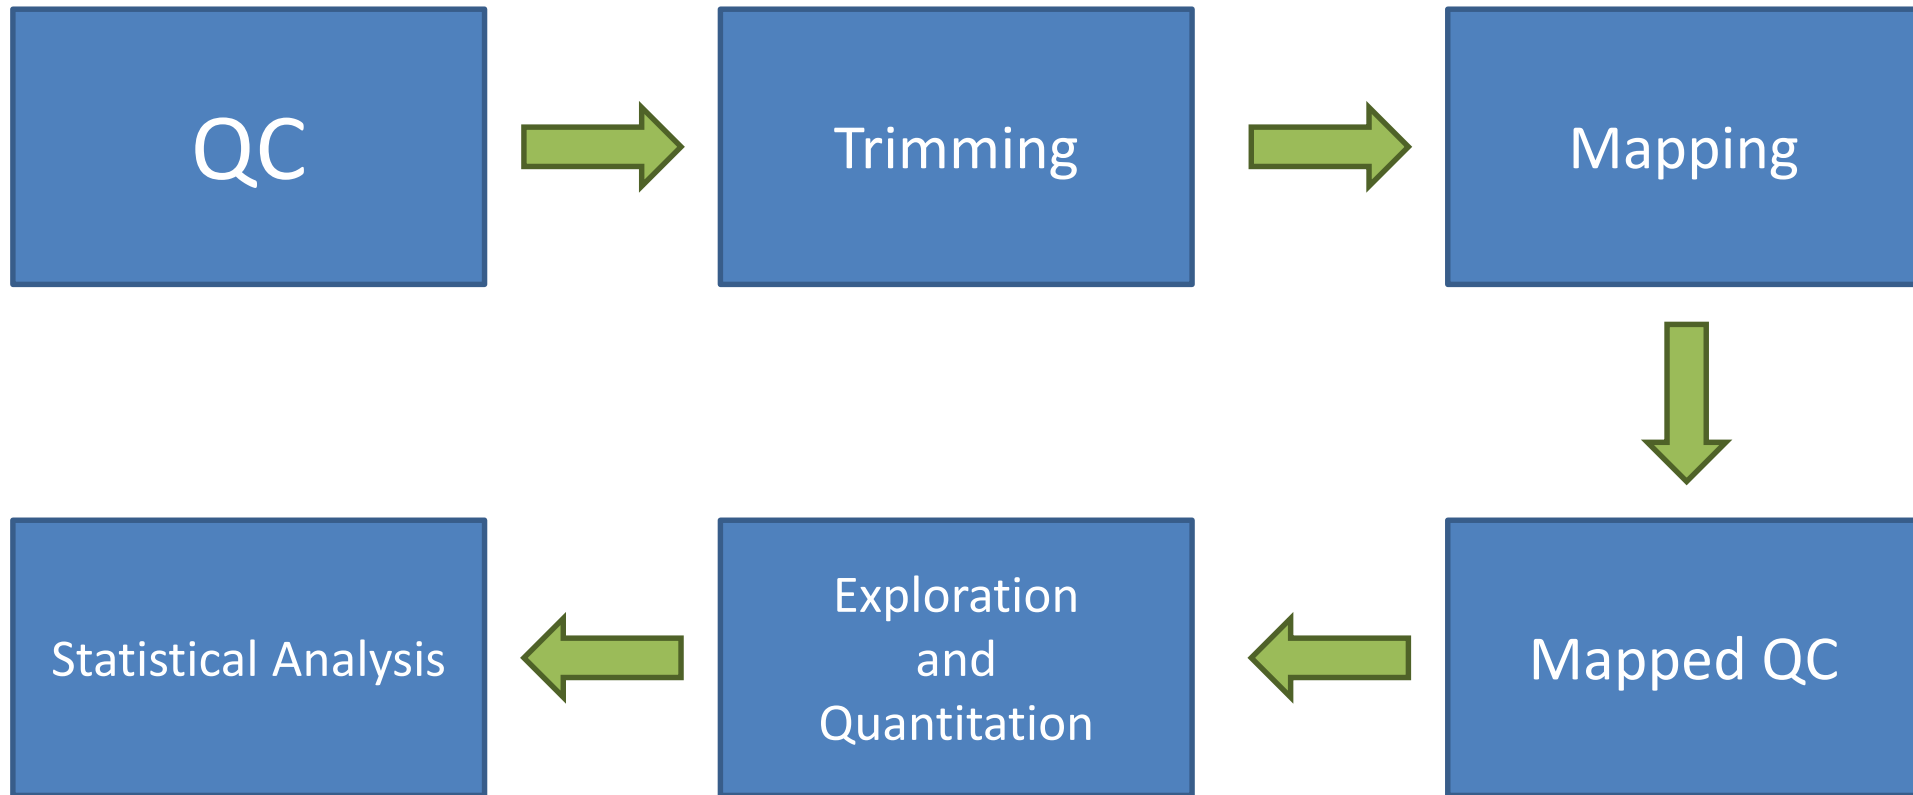 QC
Trimming
Mapping
Mapped QC
Exploration
and
Quantitation
Statistical Analysis